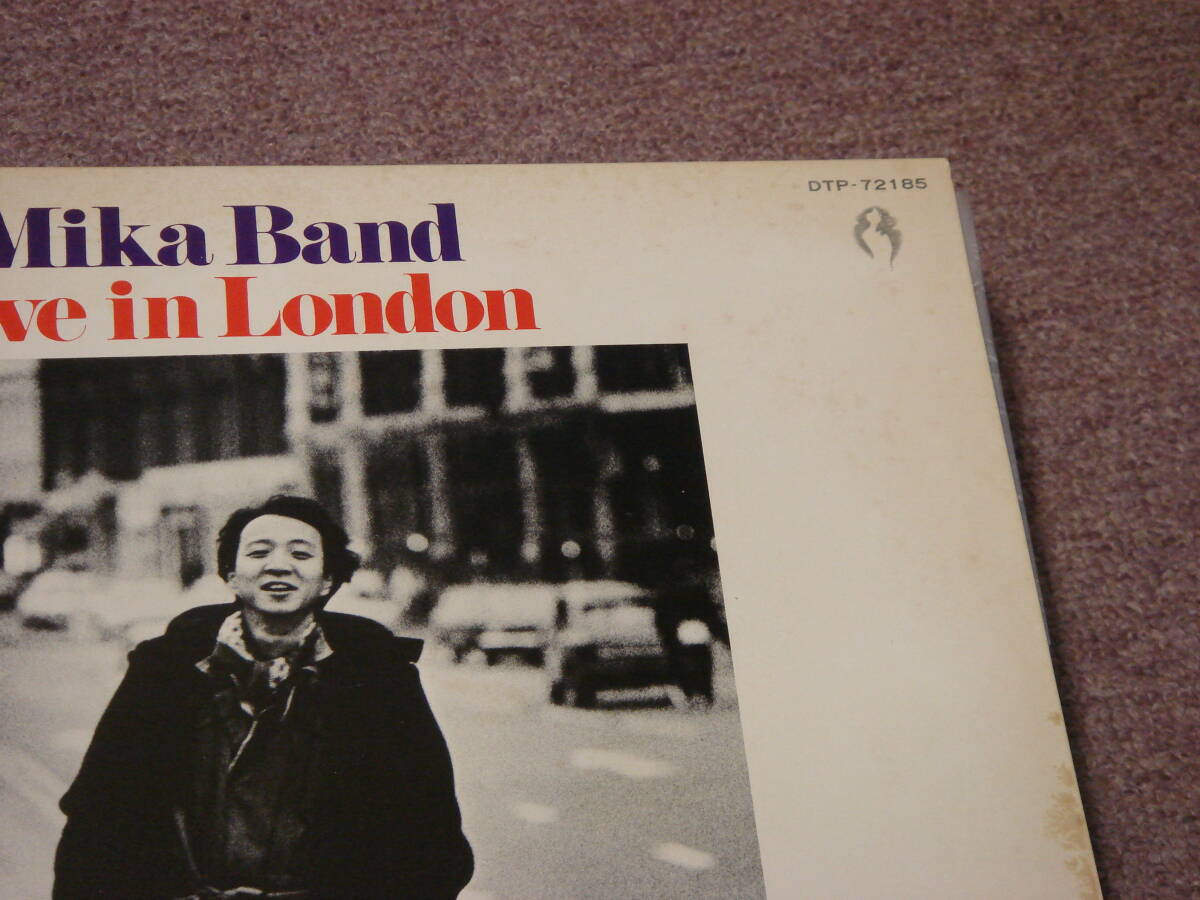 DTP-72185
Mika Band
ve in London